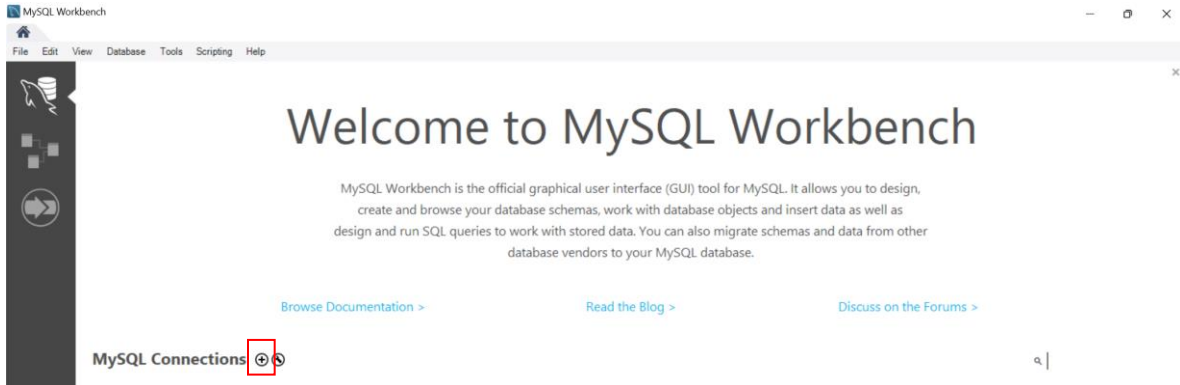 MySQL Workbench
File Edit View Database Tools Scripting Help
Welcome to MySQL Workbench
MySQL Workbench is the official graphical user interface (GUI) tool for MySQL. It allows you to design,
create and browse your database schemas, work with database objects and insert data as well as
design and run SQL queries to work with stored data. You can also migrate schemas and data from other
database vendors to your MySQL database.
Browse Documentation > Read the Blog > Discuss on the Forums >
MySQL Connections